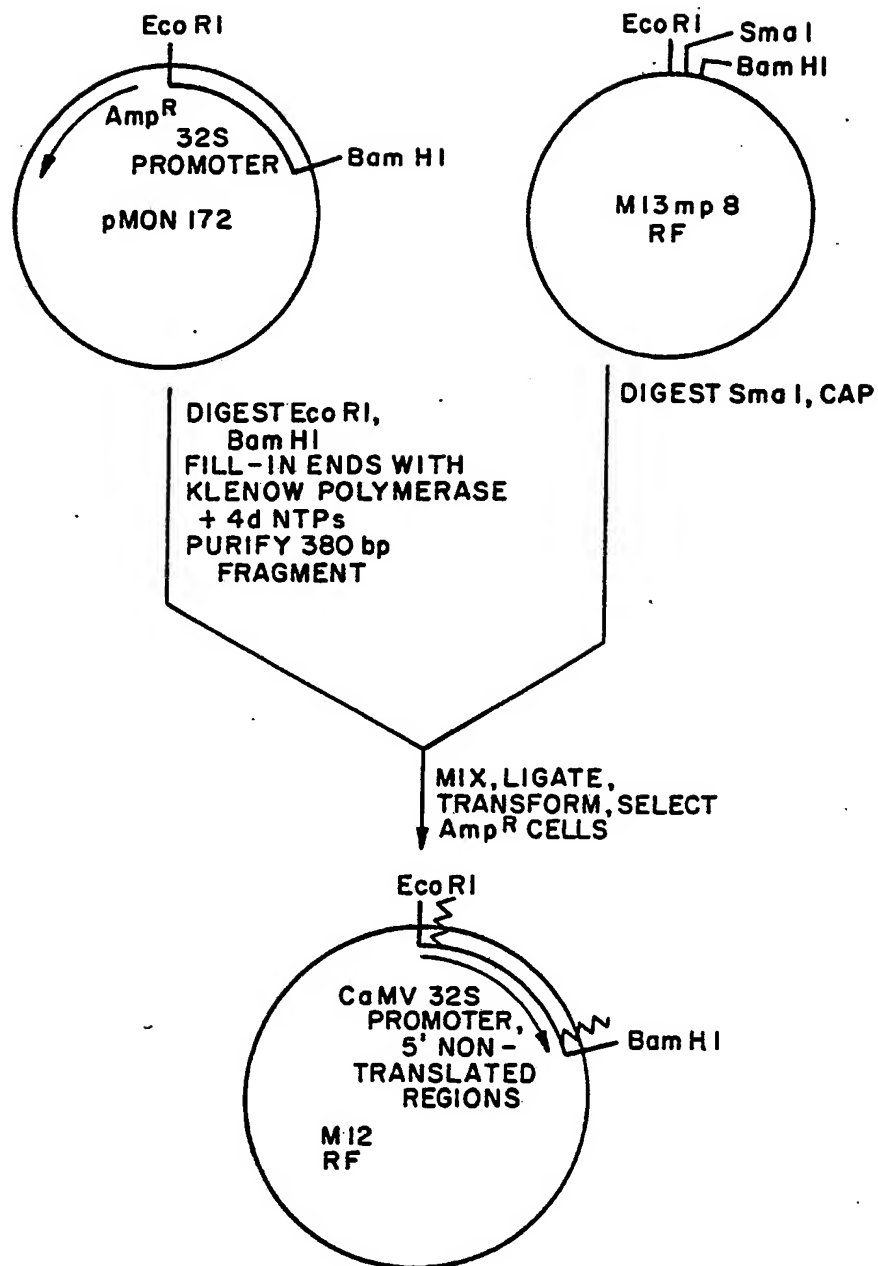 Eco RI
Amp^R
32S
PROMOTER
Bam HI
pMON 172
Eco RI
Sma I
Bam HI
M13mp 8
RF
DIGEST Eco RI,
Bam HI
FILL-IN ENDS WITH
KLENOW POLYMERASE
+ 4d NTPs
PURIFY 380 bp
FRAGMENT
DIGEST Sma I, CAP
MIX, LIGATE,
TRANSFORM, SELECT
Amp^R CELLS
Eco RI
CaMV 32S
PROMOTER,
5' NON-
TRANSLATED
REGIONS
Bam HI
M12
RF